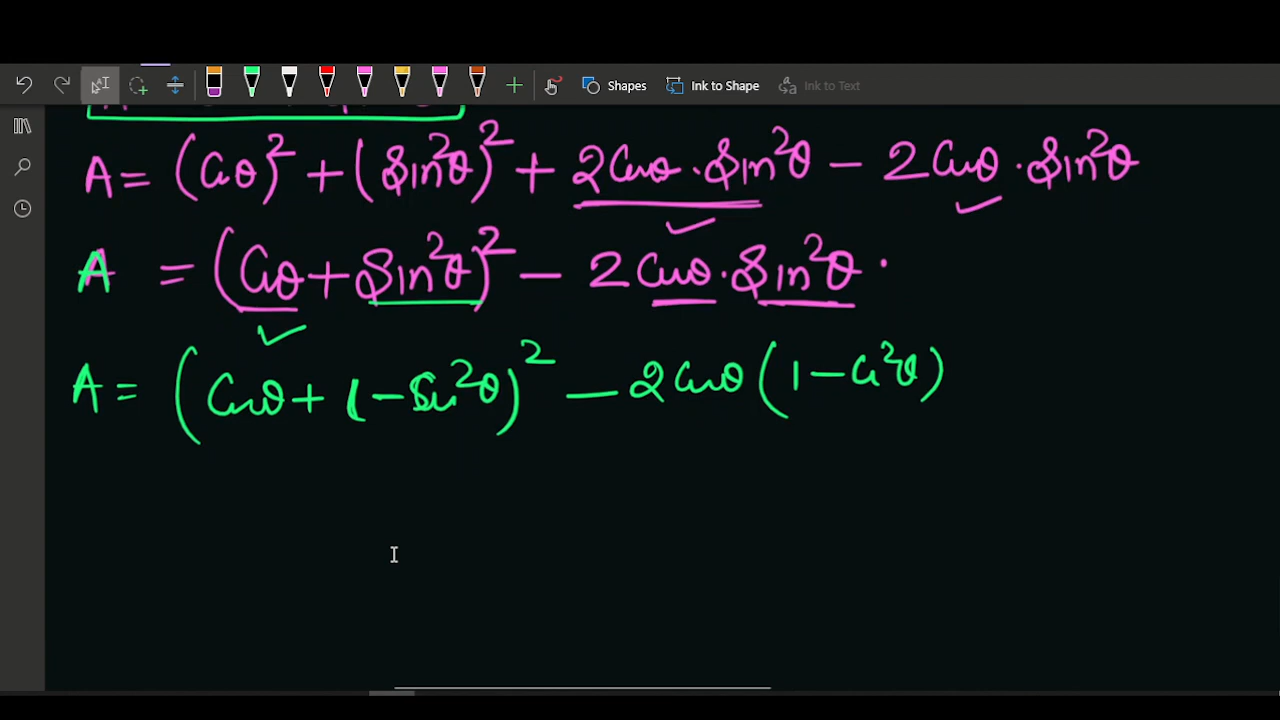 Shapes Ink to Shape Ink to Text
A = (Cosθ)² + (Sin²θ)² + 2Cosθ · Sin²θ − 2Cosθ · Sin²θ
A = (Cosθ + Sin²θ)² − 2Cosθ · Sin²θ ·
A = (Cosθ + 1 − Sin²θ)² − 2Cosθ (1 − Cos²θ)